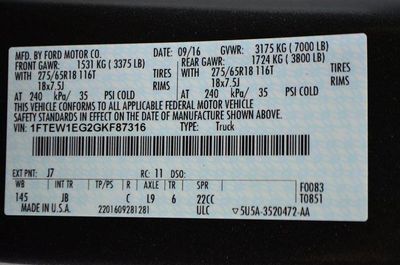 MFD. BY FORD MOTOR CO.
DATE: 09/16 GVWR: 3175 KG ( 7000 LB)
FRONT GAWR: 1531 KG ( 3375 LB) REAR GAWR: 1724 KG ( 3800 LB)
WITH TIRES WITH TIRES
275/65R18 116T RIMS 275/65R18 116T RIMS
18x7.5J 18x7.5J
AT 240 kPa/ 35 PSI COLD AT 240 kPa/ 35 PSI COLD
THIS VEHICLE CONFORMS TO ALL APPLICABLE FEDERAL MOTOR VEHICLE
SAFETY STANDARDS IN EFFECT ON THE DATE OF MANUFACTURE SHOWN ABOVE.
VIN: 1FTEW1EG2GKF87316
TYPE: Truck
EXT PNT: J7 RC: 11 DSO:
WB BRK INT TR TP/PS R AXLE TR SPR F0083
145 JB C L9 6 22CC T0851
MADE IN U.S.A. 2201609281281 ULC 5U5A-3520472-AA